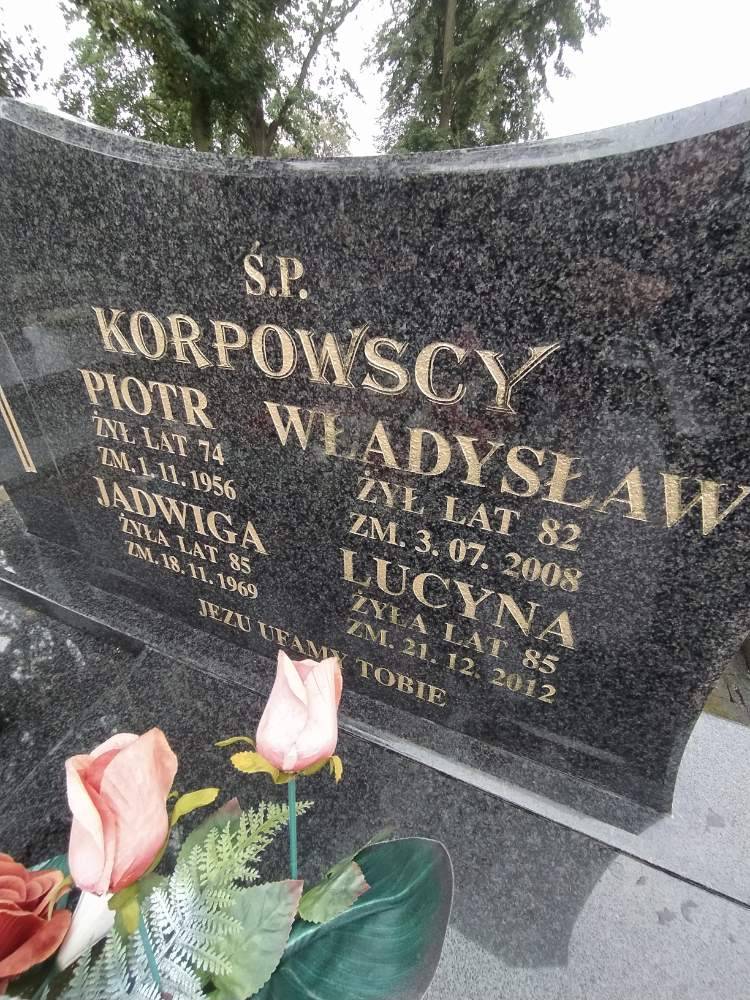 Ś.P.
KORPOWSCY
PIOTR
ŻYŁ LAT 74
ZM. 1.11.1956
JADWIGA
ŻYŁA LAT 85
ZM. 18.11.1969
WŁADYSŁAW
ŻYŁ LAT 82
ZM. 3.07.2008
LUCYNA
ŻYŁA LAT 85
ZM. 21.12.2012
JEZU UFAMY TOBIE